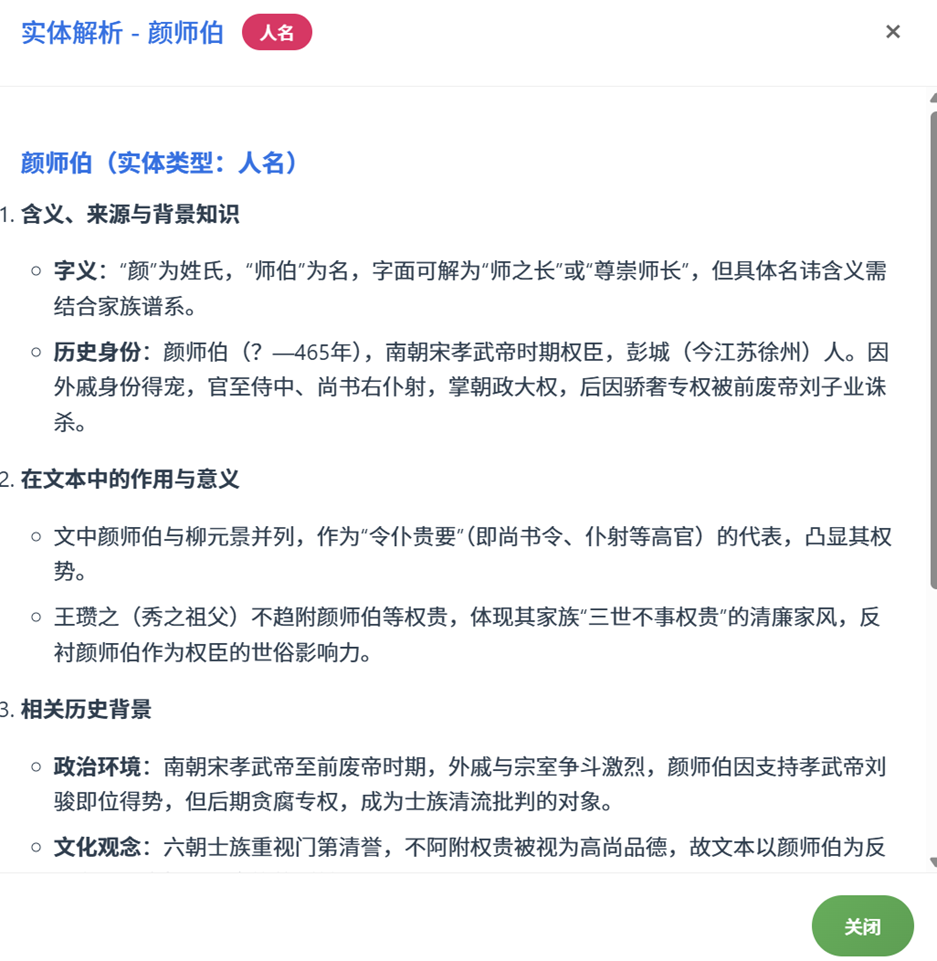 实体解析 - 颜师伯 人名 ×
颜师伯（实体类型：人名）
1. 含义、来源与背景知识
○ 字义：“颜”为姓氏，“师伯”为名，字面可解为“师之长”或“尊崇师长”，但具体名讳含义需
结合家族谱系。
○ 历史身份：颜师伯（？—465年），南朝宋孝武帝时期权臣，彭城（今江苏徐州）人。因
外戚身份得宠，官至侍中、尚书右仆射，掌朝政大权，后因骄奢专权被前废帝刘子业诛
杀。
2. 在文本中的作用与意义
○ 文中颜师伯与柳元景并列，作为“令仆贵要”（即尚书令、仆射等高官）的代表，凸显其权
势。
○ 王瓒之（秀之祖父）不趋附颜师伯等权贵，体现其家族“三世不事权贵”的清廉家风，反
衬颜师伯作为权臣的世俗影响力。
3. 相关历史背景
○ 政治环境：南朝宋孝武帝至前废帝时期，外戚与宗室争斗激烈，颜师伯因支持孝武帝刘
骏即位得势，但后期贪腐专权，成为士族清流批判的对象。
○ 文化观念：六朝士族重视门第清誉，不阿附权贵被视为高尚品德，故文本以颜师伯为反
关闭